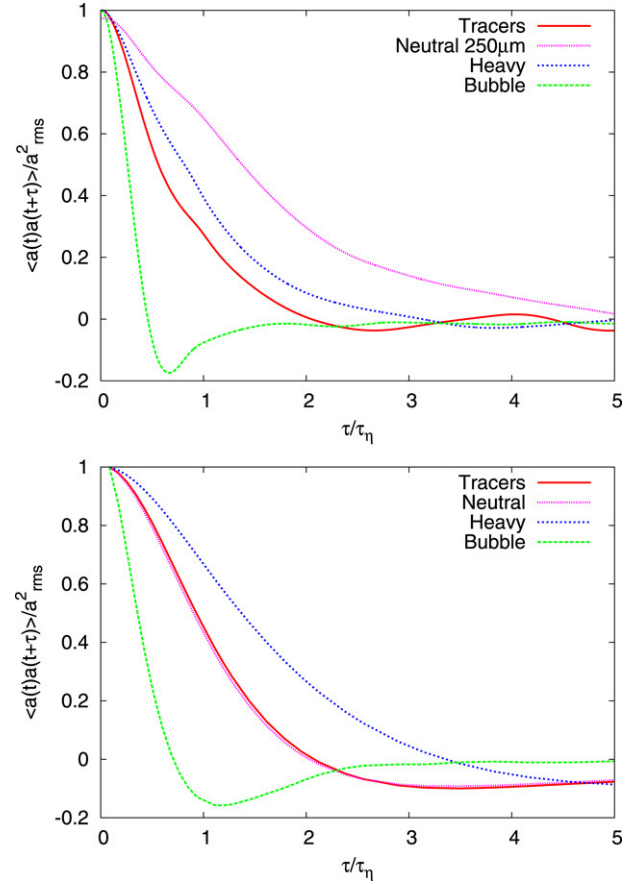 Tracers
Neutral 250μm
Heavy
Bubble
1
0.8
0.6
0.4
0.2
0
-0.2
<a(t)a(t+τ)>/a²rms
0 1 2 3 4 5
τ/τη
Tracers
Neutral
Heavy
Bubble
1
0.8
0.6
0.4
0.2
0
-0.2
<a(t)a(t+τ)>/a²rms
0 1 2 3 4 5
τ/τη